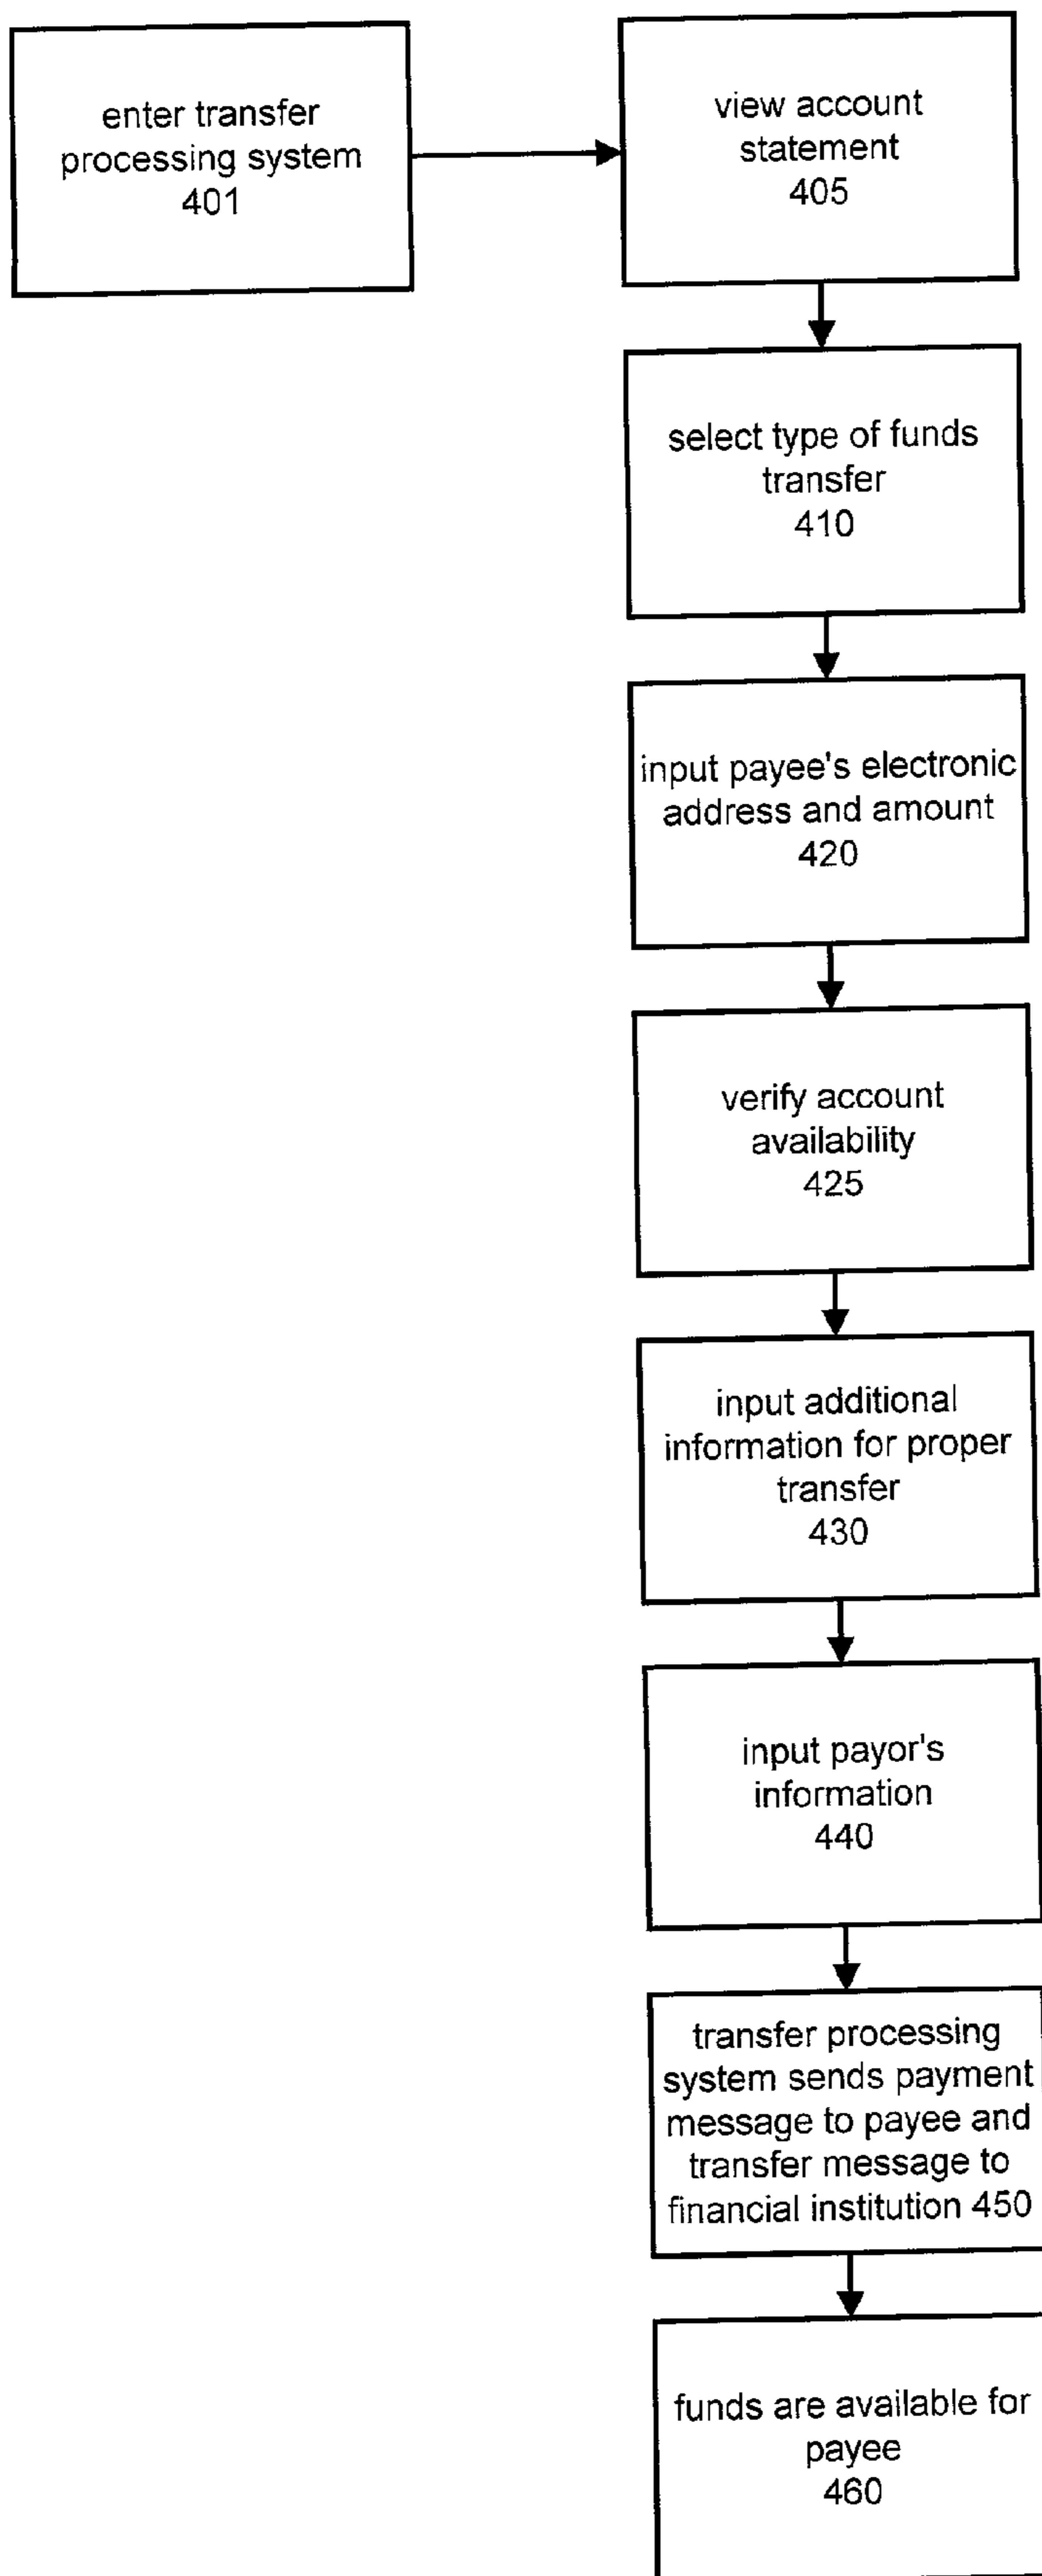 enter transfer
processing system
401
view account
statement
405
select type of funds
transfer
410
input payee's electronic
address and amount
420
verify account
availability
425
input additional
information for proper
transfer
430
input payor's
information
440
transfer processing
system sends payment
message to payee and
transfer message to
financial institution 450
funds are available for
payee
460